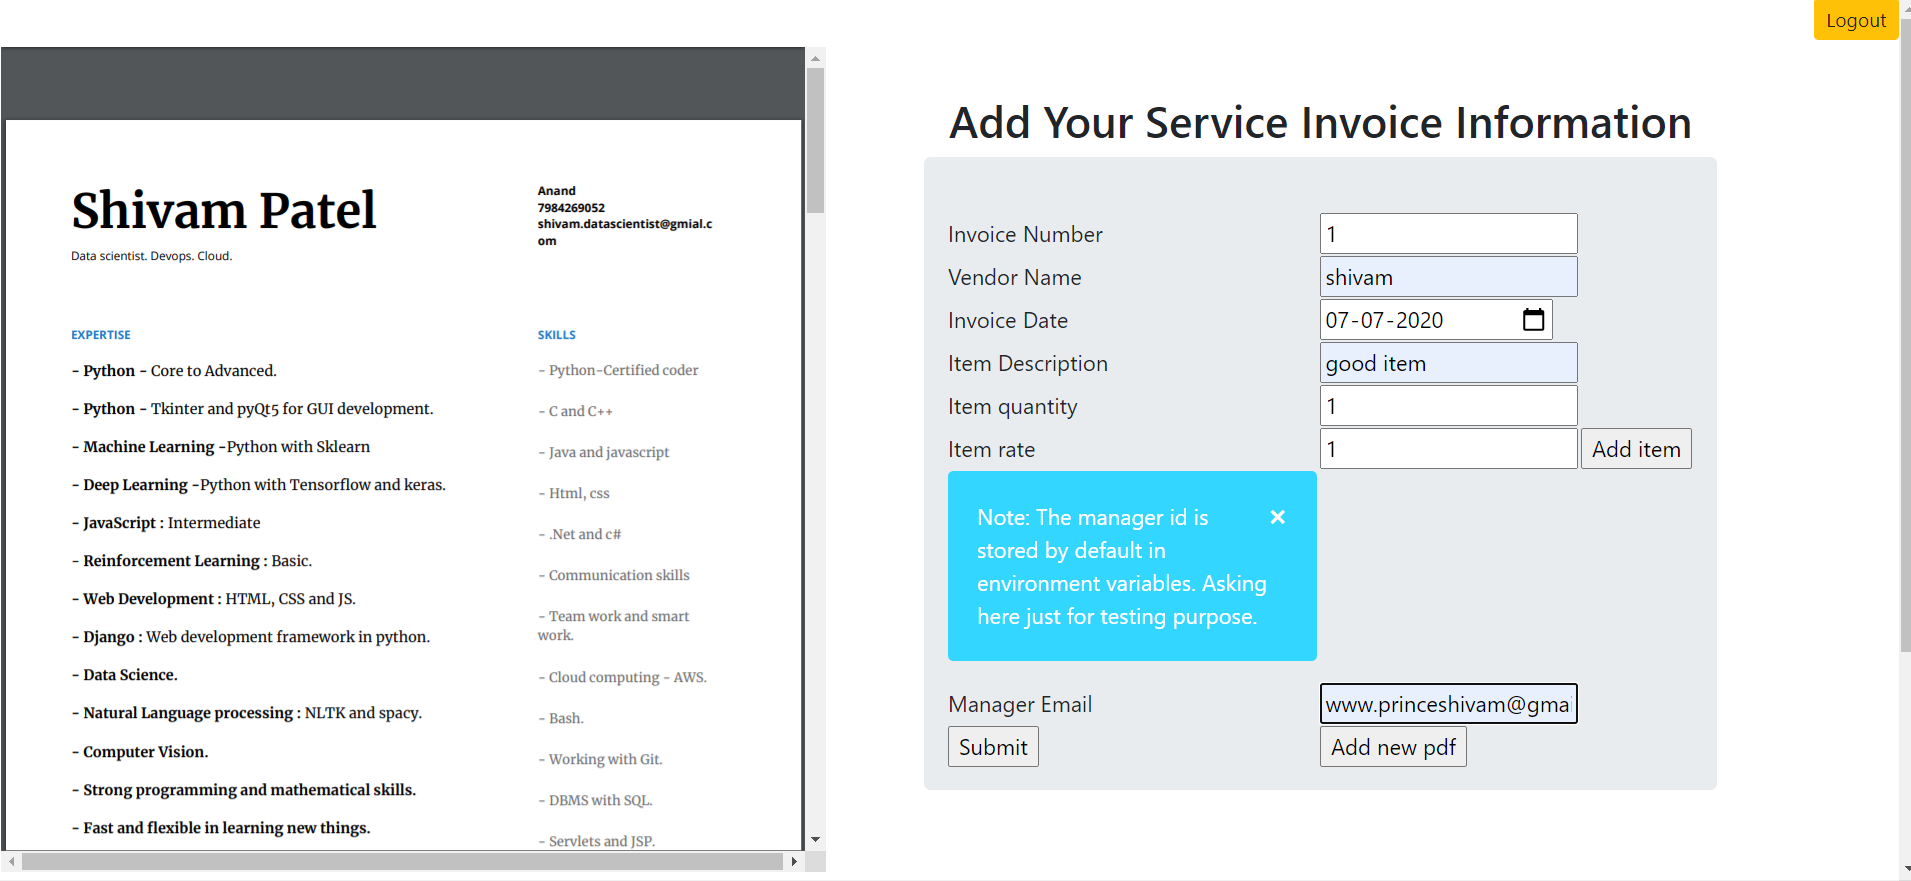 Logout
Shivam Patel
Data scientist. Devops. Cloud.
Anand
7984269052
shivam.datascientist@gmial.c
om
EXPERTISE
- Python - Core to Advanced.
- Python - Tkinter and pyQt5 for GUI development.
- Machine Learning -Python with Sklearn
- Deep Learning -Python with Tensorflow and keras.
- JavaScript : Intermediate
- Reinforcement Learning : Basic.
- Web Development : HTML, CSS and JS.
- Django : Web development framework in python.
- Data Science.
- Natural Language processing : NLTK and spacy.
- Computer Vision.
- Strong programming and mathematical skills.
- Fast and flexible in learning new things.
SKILLS
- Python-Certified coder
- C and C++
- Java and javascript
- Html, css
- .Net and c#
- Communication skills
- Team work and smart
work.
- Cloud computing - AWS.
- Bash.
- Working with Git.
- DBMS with SQL.
- Servlets and JSP.
Add Your Service Invoice Information
Invoice Number 1
Vendor Name shivam
Invoice Date 07-07-2020
Item Description good item
Item quantity 1
Item rate 1 Add item
Note: The manager id is ×
stored by default in
environment variables. Asking
here just for testing purpose.
Manager Email www.princeshivam@gmai
Submit Add new pdf